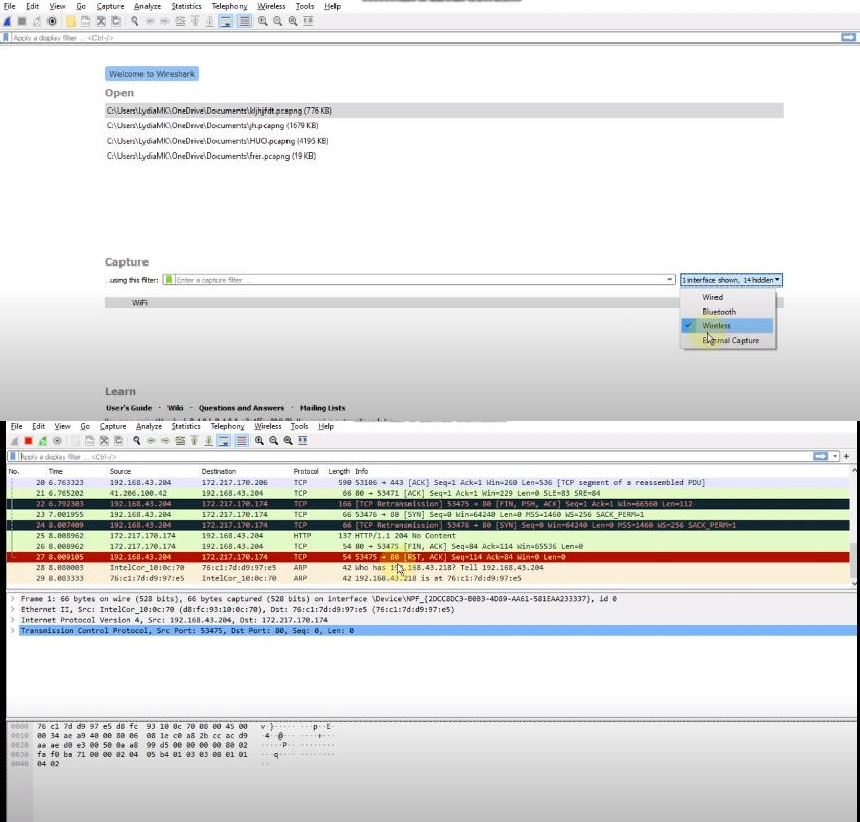 File Edit View Go Capture Analyze Statistics Telephony Wireless Tools Help
Apply a display filter ... <Ctrl-/>
Welcome to Wireshark
Open
C:\Users\LydiaMK\OneDrive\Documents\kljhjfdt.pcapng (776 KB)
C:\Users\LydiaMK\OneDrive\Documents\jh.pcapng (1679 KB)
C:\Users\LydiaMK\OneDrive\Documents\HUO.pcapng (4195 KB)
C:\Users\LydiaMK\OneDrive\Documents\frer.pcapng (19 KB)
Capture
...using this filter: Enter a capture filter ... 1 interface shown, 14 hidden
WiFi
Wired
Bluetooth
Wireless
External Capture
Learn
User's Guide · Wiki · Questions and Answers · Mailing Lists
File Edit View Go Capture Analyze Statistics Telephony Wireless Tools Help
Apply a display filter ... <Ctrl-/>
No. Time Source Destination Protocol Length Info
20 6.763323 192.168.43.204 172.217.170.206 TCP 590 53106 → 443 [ACK] Seq=1 Ack=1 Win=260 Len=536 [TCP segment of a reassembled PDU]
21 6.765202 41.206.100.42 192.168.43.204 TCP 66 80 → 53471 [ACK] Seq=1 Ack=1 Win=229 Len=0 SLE=83 SRE=84
22 6.792303 192.168.43.204 172.217.170.174 TCP 166 [TCP Retransmission] 53475 → 80 [FIN, PSH, ACK] Seq=1 Ack=1 Win=66560 Len=112
23 7.001955 192.168.43.204 172.217.170.174 TCP 66 53476 → 80 [SYN] Seq=0 Win=64240 Len=0 MSS=1460 WS=256 SACK_PERM=1
24 8.007409 192.168.43.204 172.217.170.174 TCP 66 [TCP Retransmission] 53476 → 80 [SYN] Seq=0 Win=64240 Len=0 MSS=1460 WS=256 SACK_PERM=1
25 8.008962 172.217.170.174 192.168.43.204 HTTP 137 HTTP/1.1 204 No Content
26 8.008962 172.217.170.174 192.168.43.204 TCP 54 80 → 53475 [FIN, ACK] Seq=84 Ack=114 Win=65536 Len=0
27 8.009105 192.168.43.204 172.217.170.174 TCP 54 53475 → 80 [RST, ACK] Seq=114 Ack=84 Win=0 Len=0
28 8.080003 IntelCor_10:0c:70 76:c1:7d:d9:97:e5 ARP 42 Who has 192.168.43.218? Tell 192.168.43.204
29 8.083333 76:c1:7d:d9:97:e5 IntelCor_10:0c:70 ARP 42 192.168.43.218 is at 76:c1:7d:d9:97:e5
Frame 1: 66 bytes on wire (528 bits), 66 bytes captured (528 bits) on interface \Device\NPF_{2DCC8DC3-B0B3-4D89-AA61-581EAA233337}, id 0
Ethernet II, Src: IntelCor_10:0c:70 (d8:fc:93:10:0c:70), Dst: 76:c1:7d:d9:97:e5 (76:c1:7d:d9:97:e5)
Internet Protocol Version 4, Src: 192.168.43.204, Dst: 172.217.170.174
Transmission Control Protocol, Src Port: 53475, Dst Port: 80, Seq: 0, Len: 0
0000 76 c1 7d d9 97 e5 d8 fc 93 10 0c 70 08 00 45 00 v·}····· ···p··E·
0010 00 34 ae a9 40 00 80 06 08 1e c0 a8 2b cc ac d9 ·4··@··· ····+···
0020 aa ae d0 e3 00 50 0a a8 99 d5 00 00 00 00 80 02 ·····P·· ········
0030 fa f0 ba 71 00 00 02 04 05 b4 01 03 03 08 01 01 ···q···· ········
0040 04 02 ··